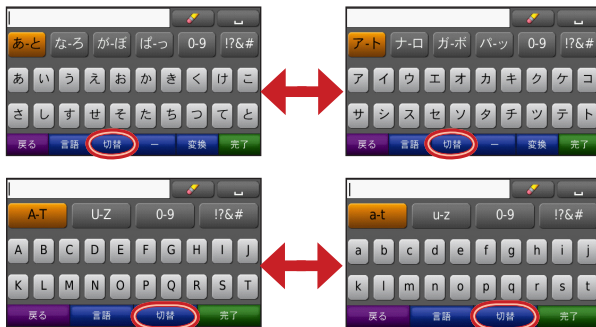 あ-と な-ろ が-ぼ ぱ-っ 0-9 !?&#
あ い う え お か き く け こ
さ し す せ そ た ち つ て と
戻る 言語 切替 ー 変換 完了
ア-ト ナ-ロ ガ-ボ パ-ッ 0-9 !?&#
ア イ ウ エ オ カ キ ク ケ コ
サ シ ス セ ソ タ チ ツ テ ト
戻る 言語 切替 ー 変換 完了
A-T U-Z 0-9 !?&#
A B C D E F G H I J
K L M N O P Q R S T
戻る 言語 切替 完了
a-t u-z 0-9 !?&#
a b c d e f g h i j
k l m n o p q r s t
戻る 言語 切替 完了